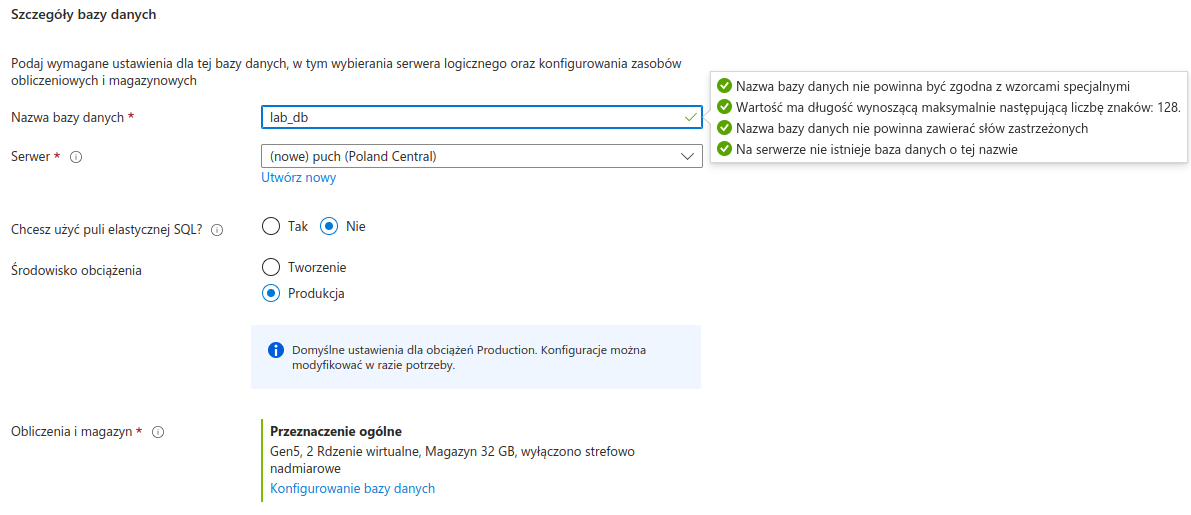 Szczegóły bazy danych
Podaj wymagane ustawienia dla tej bazy danych, w tym wybierania serwera logicznego oraz konfigurowania zasobów
obliczeniowych i magazynowych
Nazwa bazy danych *
lab_db
Nazwa bazy danych nie powinna być zgodna z wzorcami specjalnymi
Wartość ma długość wynoszącą maksymalnie następującą liczbę znaków: 128.
Nazwa bazy danych nie powinna zawierać słów zastrzeżonych
Na serwerze nie istnieje baza danych o tej nazwie
Serwer *
(nowe) puch (Poland Central)
Utwórz nowy
Chcesz użyć puli elastycznej SQL?
Tak
Nie
Środowisko obciążenia
Tworzenie
Produkcja
Domyślne ustawienia dla obciążeń Production. Konfiguracje można
modyfikować w razie potrzeby.
Obliczenia i magazyn *
Przeznaczenie ogólne
Gen5, 2 Rdzenie wirtualne, Magazyn 32 GB, wyłączono strefowo
nadmiarowe
Konfigurowanie bazy danych